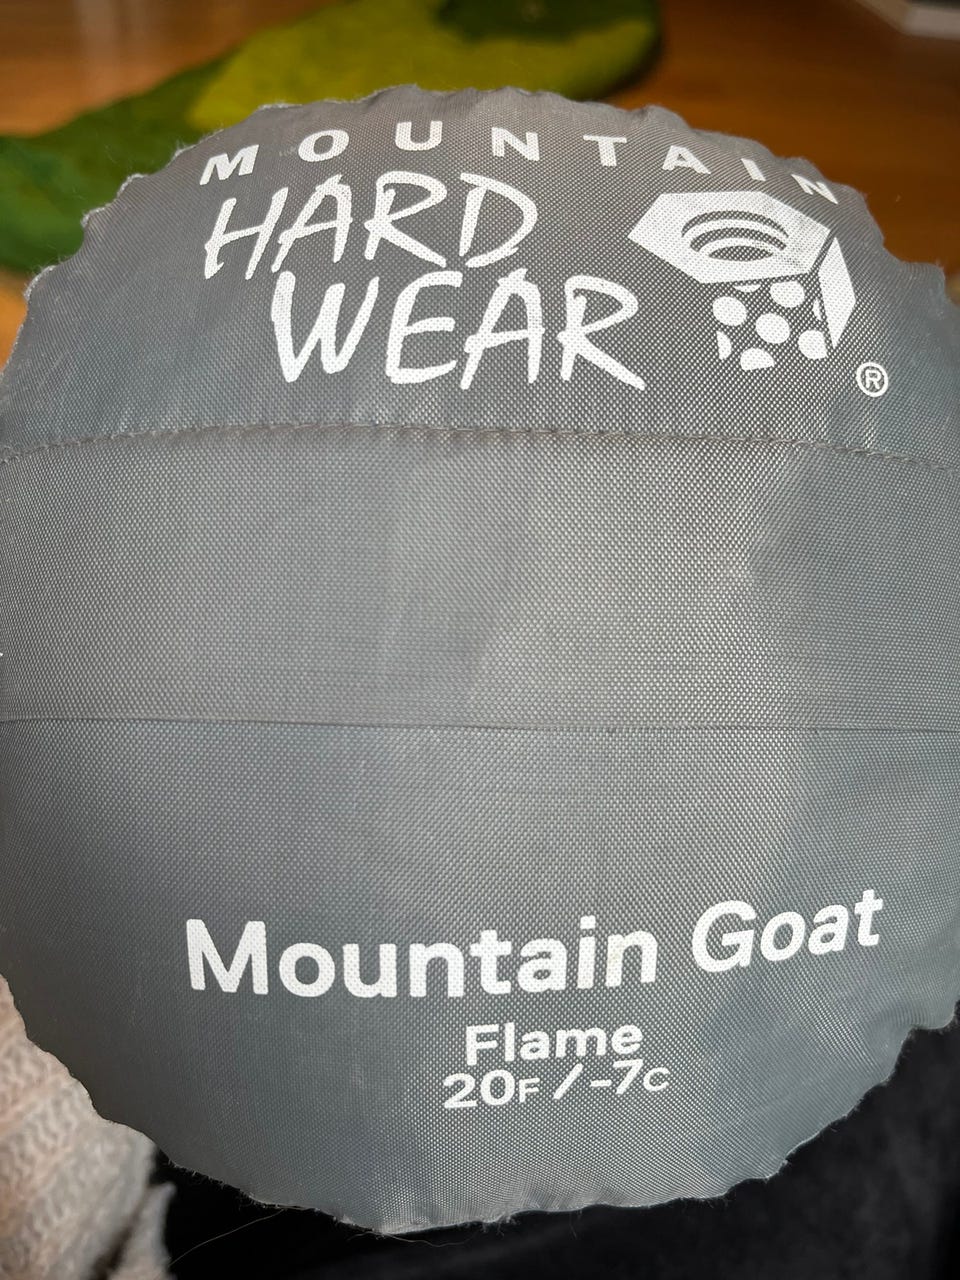 MOUNTAIN
HARD
WEAR
®
Mountain Goat
Flame
20F / -7C